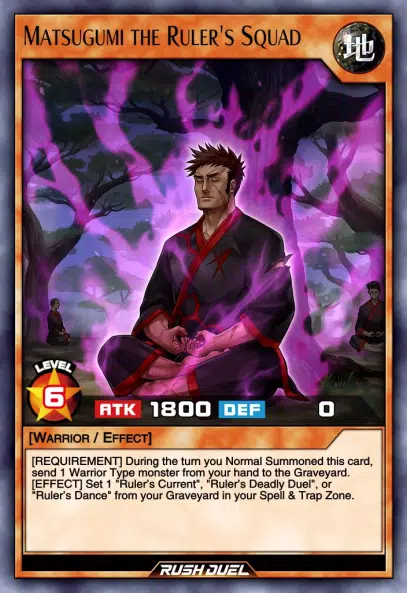 Matsugumi the Ruler's Squad
地
LEVEL
6
ATK 1800 DEF 0
[Warrior / Effect]
[REQUIREMENT] During the turn you Normal Summoned this card,
send 1 Warrior Type monster from your hand to the Graveyard.
[EFFECT] Set 1 "Ruler's Current", "Ruler's Deadly Duel", or
"Ruler's Dance" from your Graveyard in your Spell & Trap Zone.
RUSH DUEL